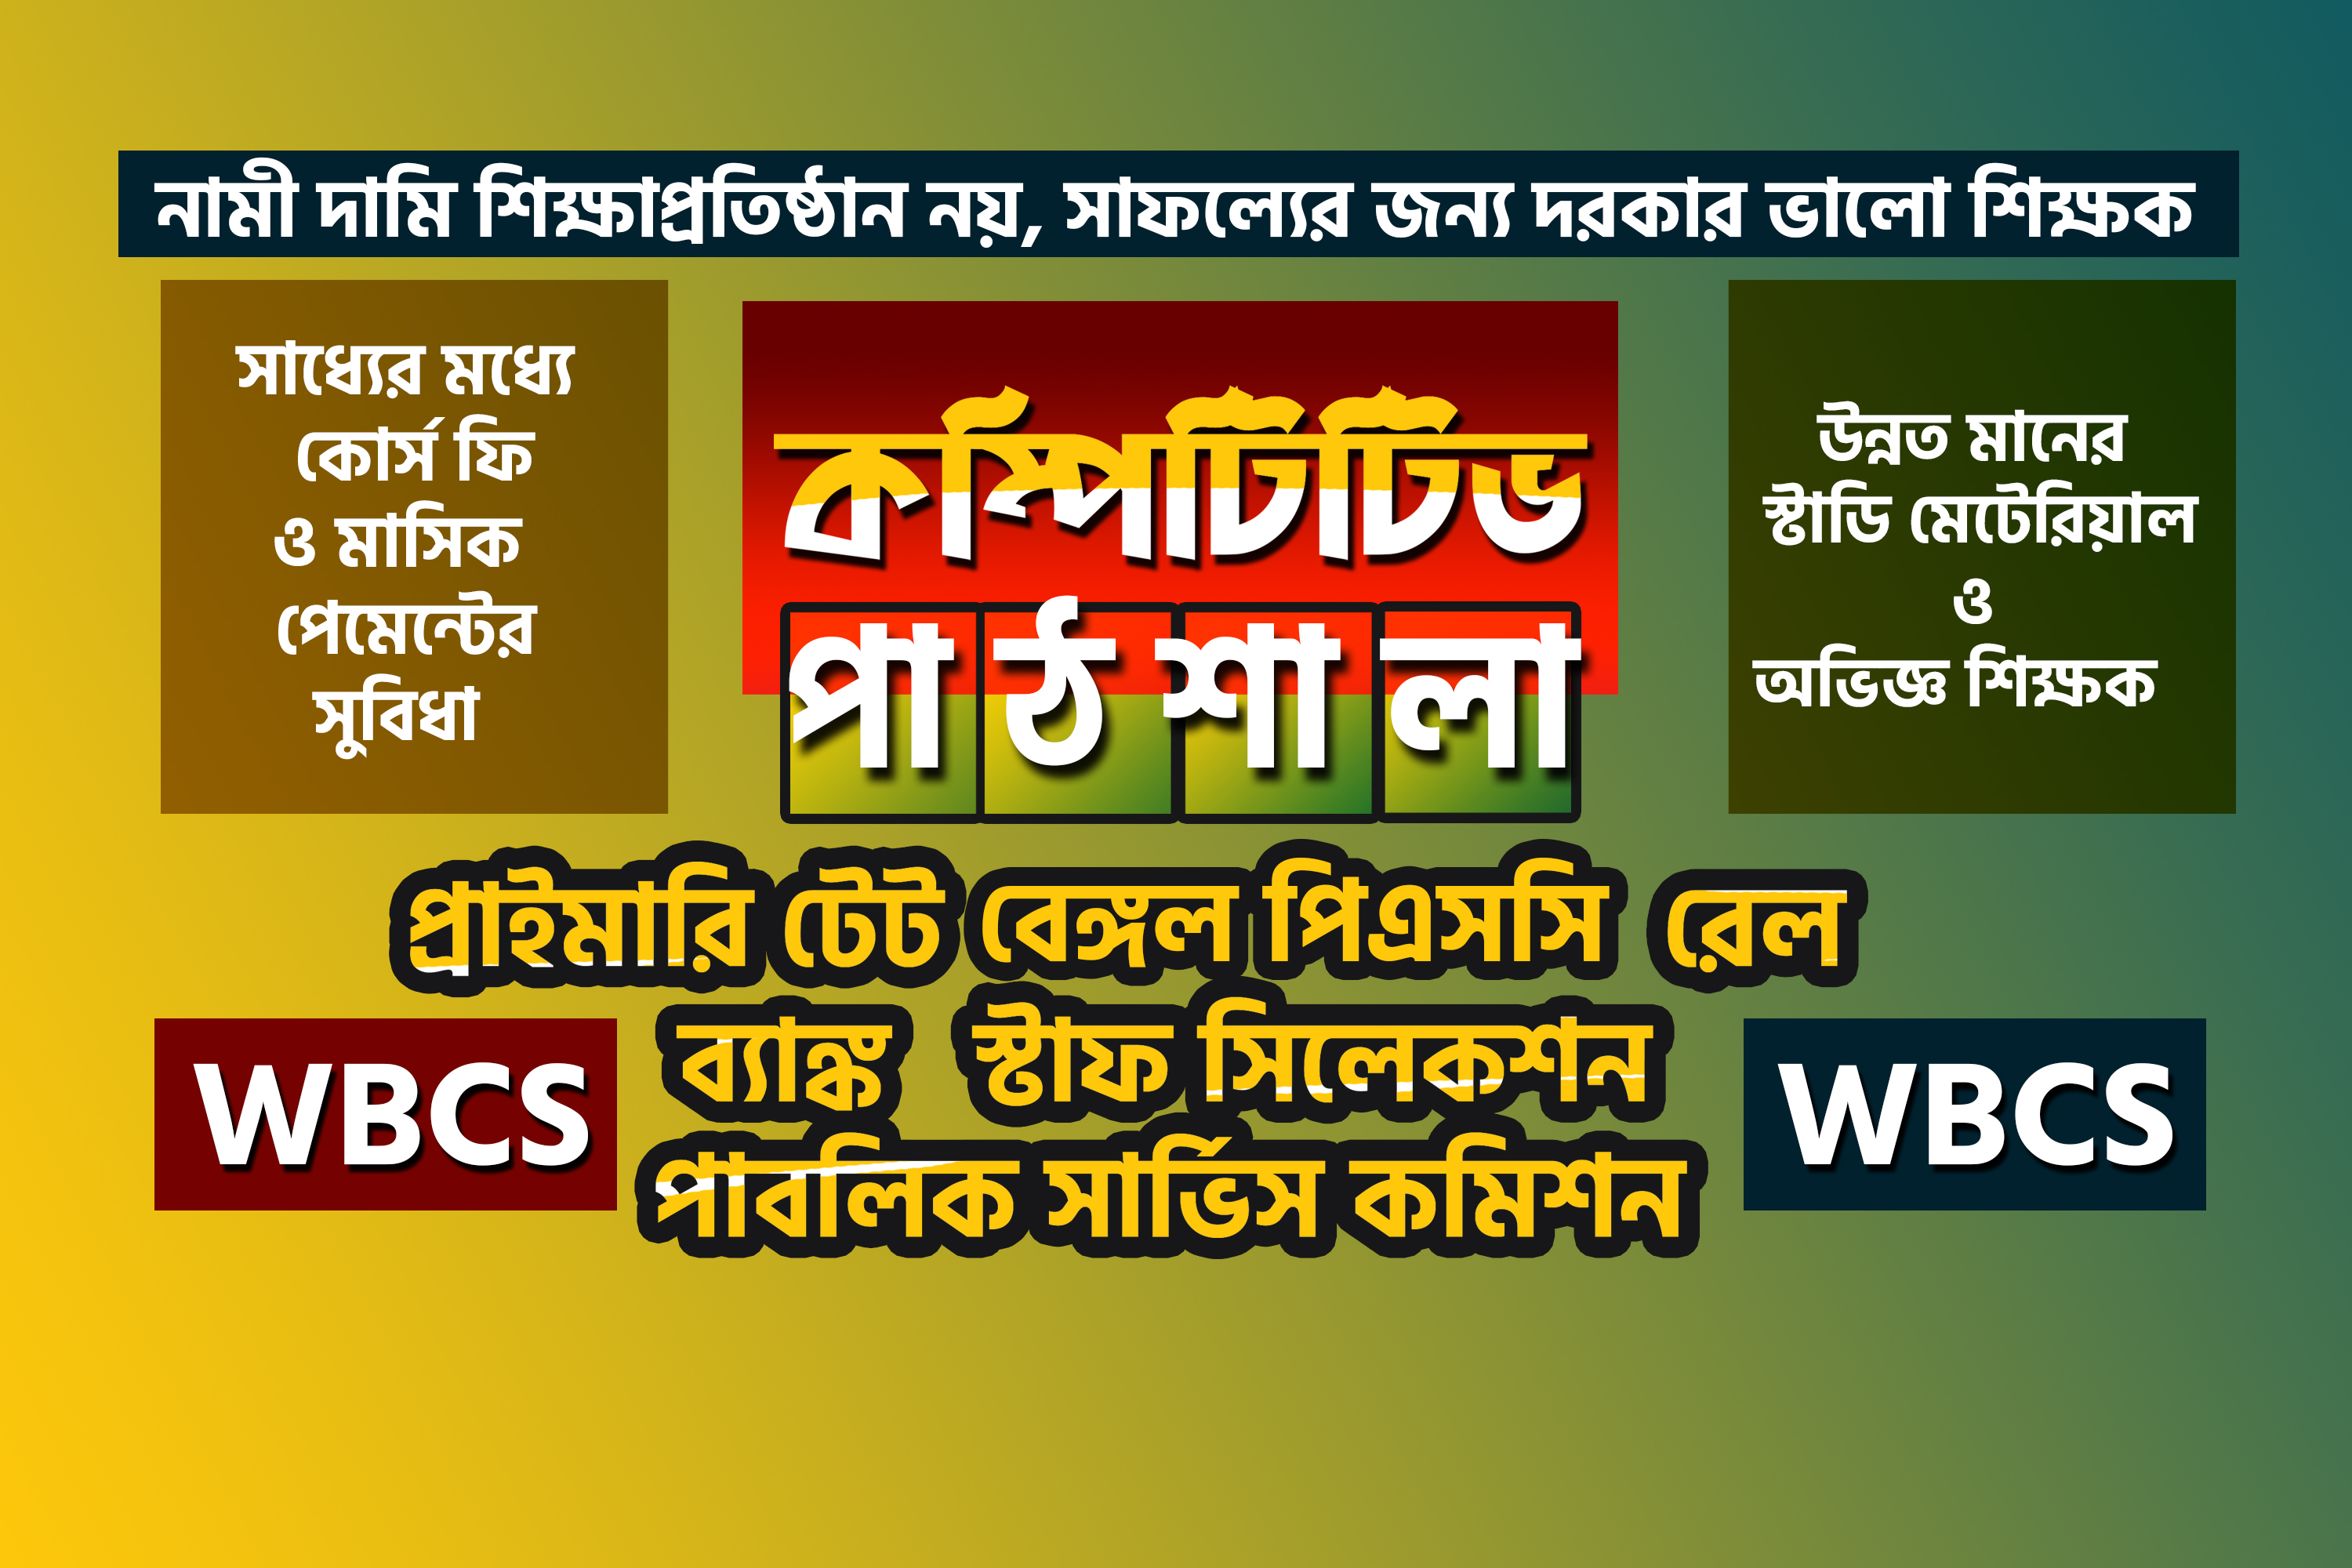 নামী দামি শিক্ষাপ্রতিষ্ঠান নয়, সাফল্যের জন্য দরকার ভালো শিক্ষক
সাধ্যের মধ্যে
কোর্স ফি
ও মাসিক
পেমেন্টের
সুবিধা
কম্পিটিটিভ
পাঠশালা
উন্নত মানের
স্টাডি মেটেরিয়াল
ও
অভিজ্ঞ শিক্ষক
প্রাইমারি টেট বেঙ্গল পিএসসি রেল
ব্যাঙ্ক স্টাফ সিলেকশন
পাবলিক সার্ভিস কমিশন
WBCS
WBCS